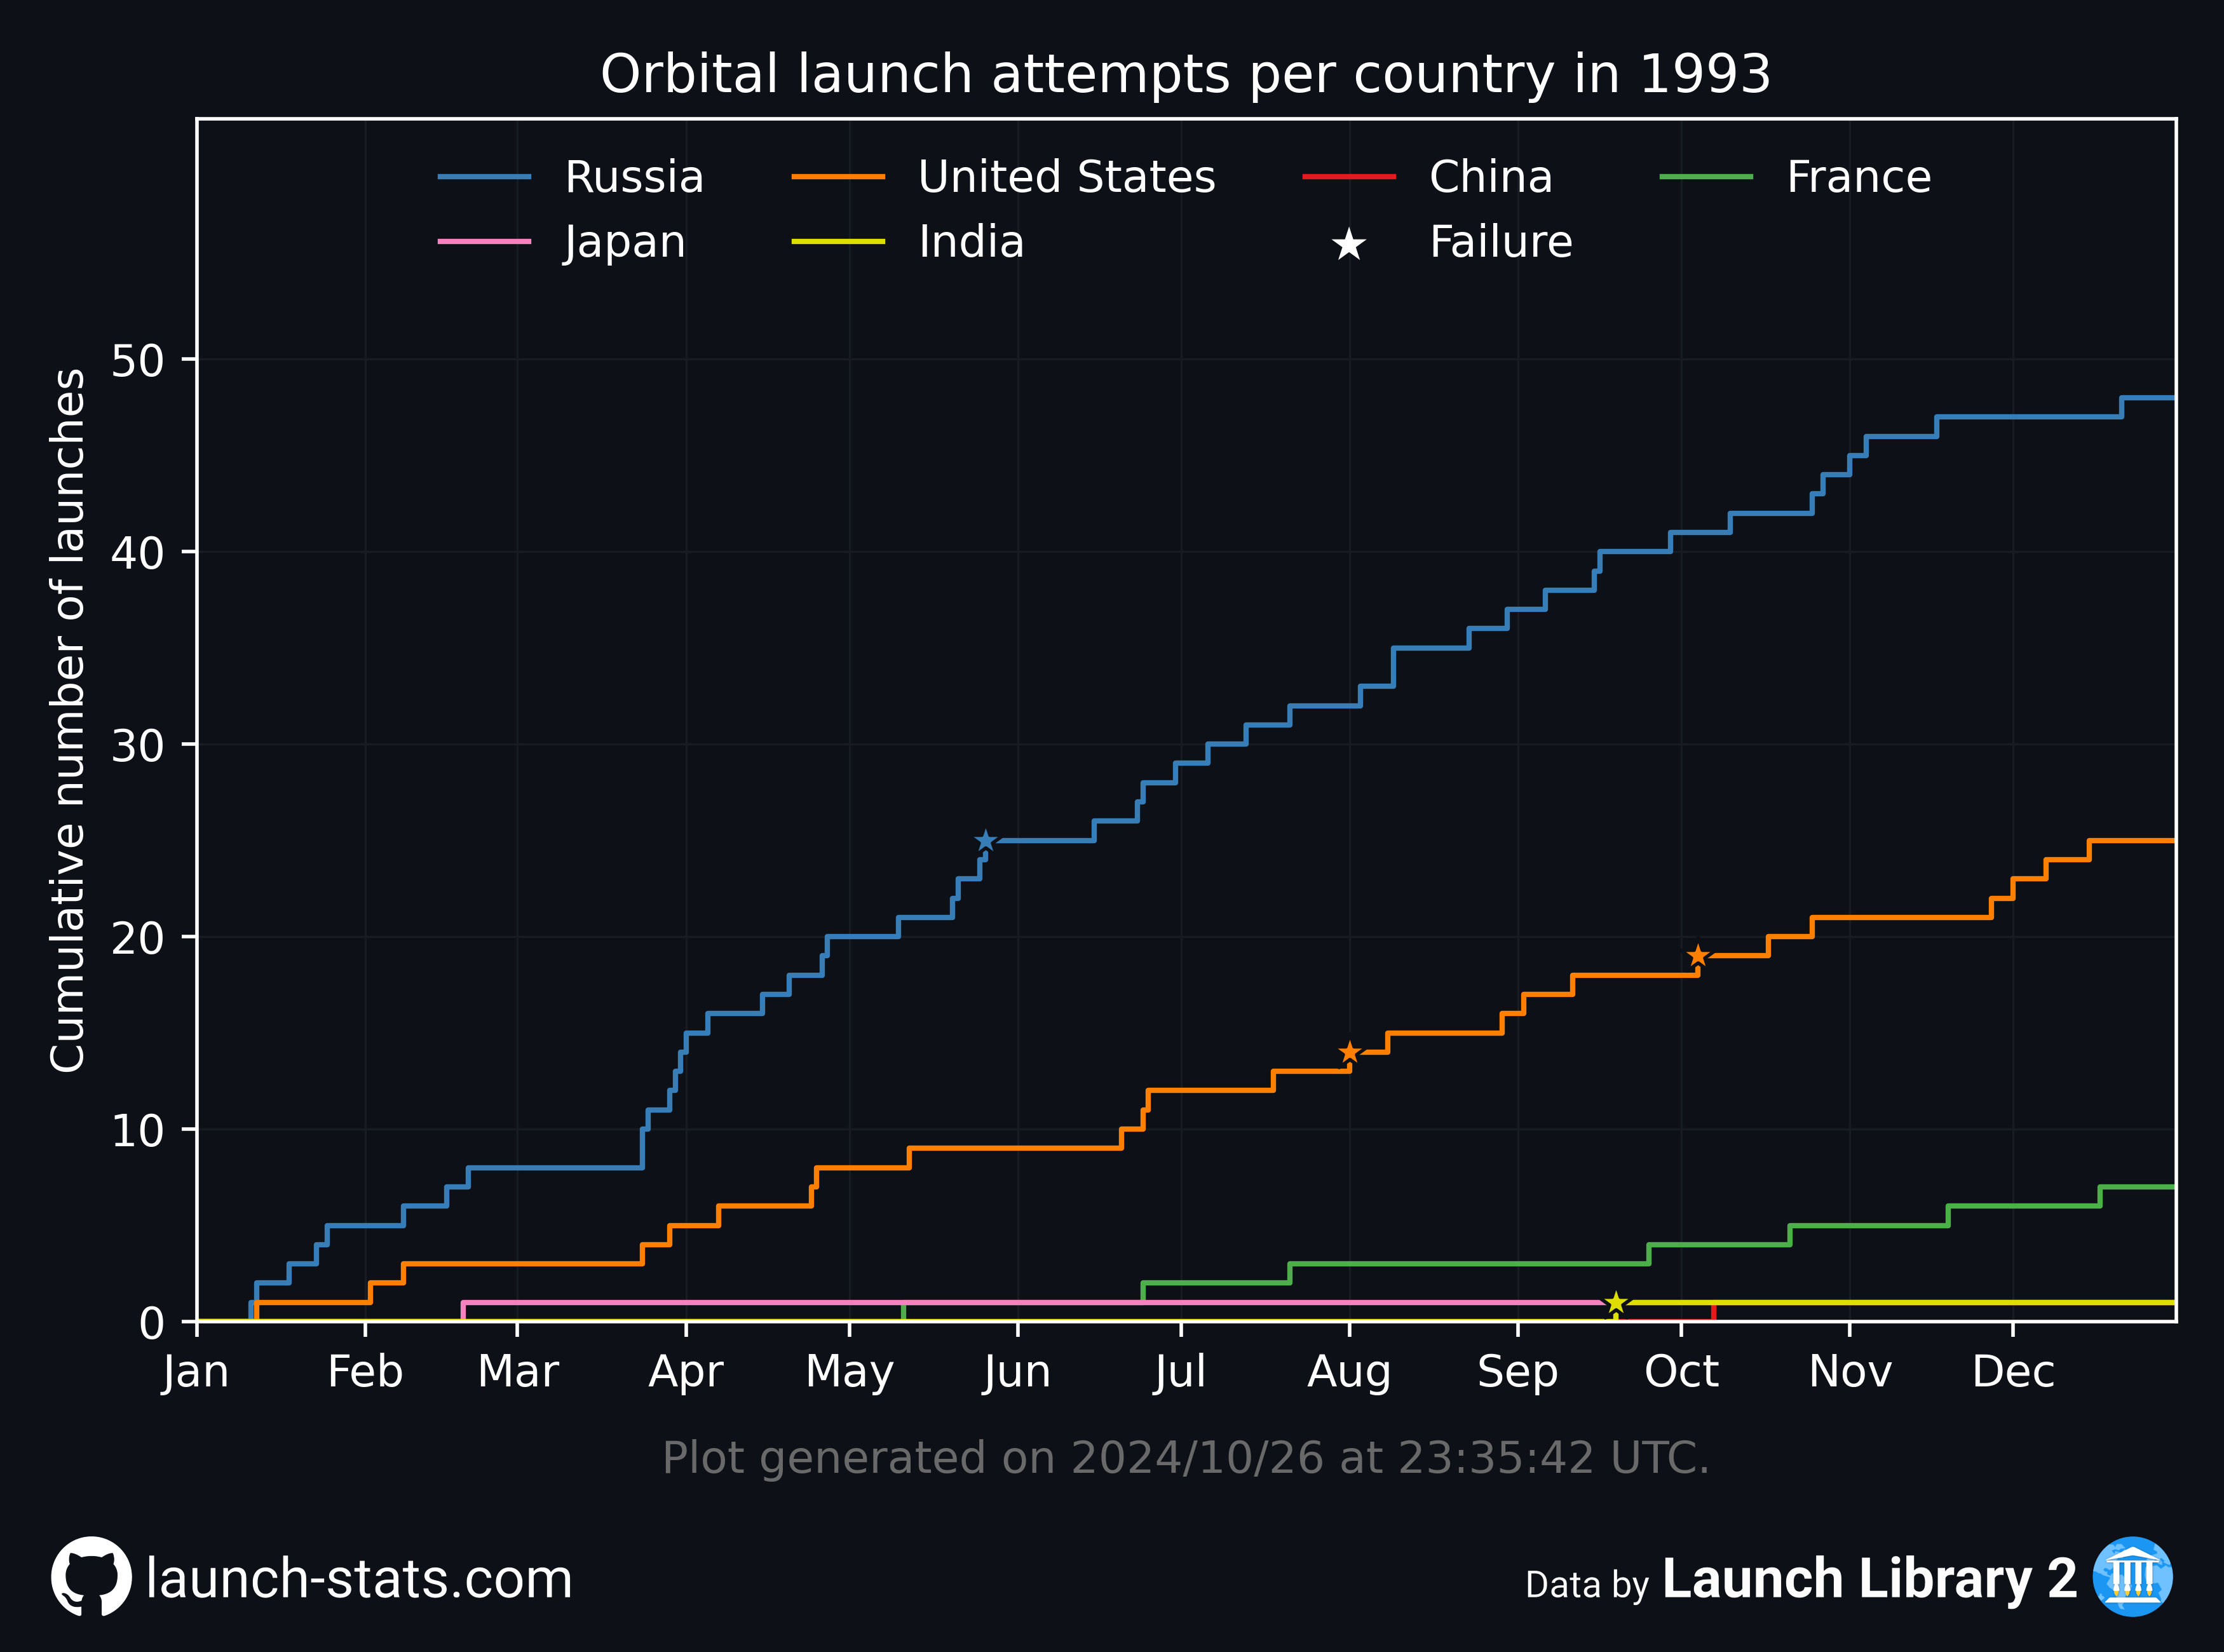 Orbital launch attempts per country in 1993
Russia United States China France
Japan India Failure
Cumulative number of launches
50
40
30
20
10
0
Jan Feb Mar Apr May Jun Jul Aug Sep Oct Nov Dec
Plot generated on 2024/10/26 at 23:35:42 UTC.
launch-stats.com
Data by Launch Library 2